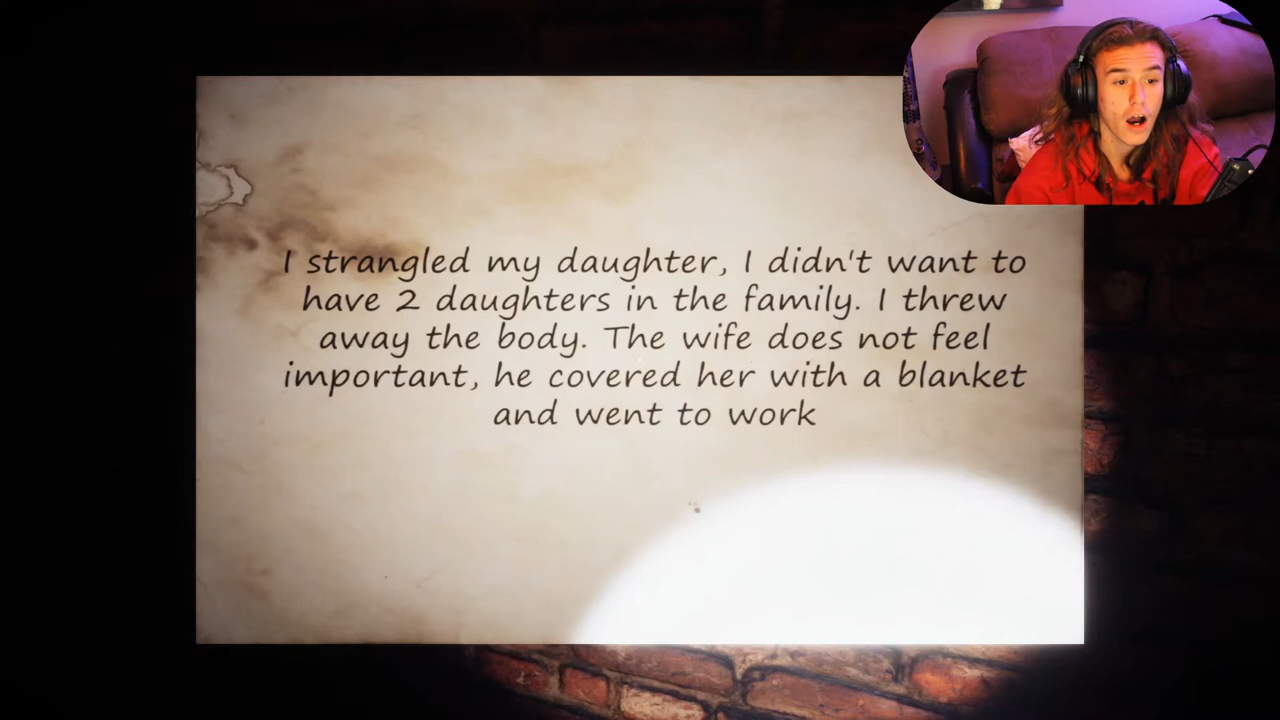 I strangled my daughter, I didn't want to
have 2 daughters in the family. I threw
away the body. The wife does not feel
important, he covered her with a blanket
and went to work